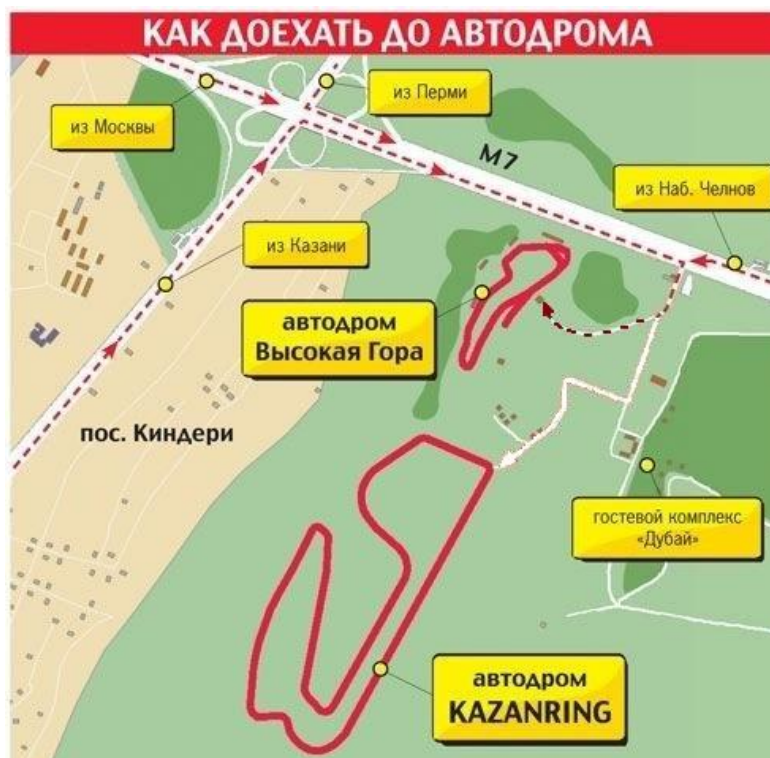 КАК ДОЕХАТЬ ДО АВТОДРОМА
из Перми
из Москвы
М7
из Наб. Челнов
из Казани
автодром
Высокая Гора
пос. Киндери
гостевой комплекс
«Дубай»
автодром
KAZANRING